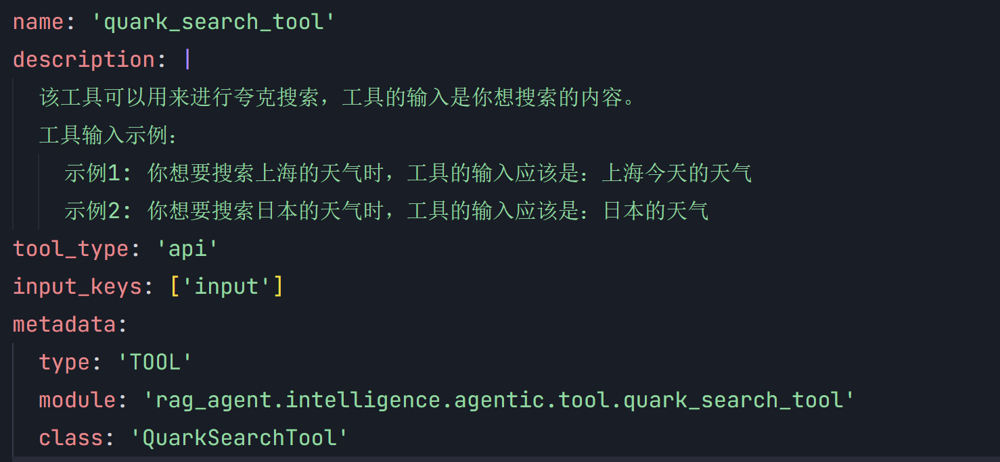 name: 'quark_search_tool'
description: |
  该工具可以用来进行夸克搜索，工具的输入是你想搜索的内容。
  工具输入示例：
    示例1: 你想要搜索上海的天气时，工具的输入应该是：上海今天的天气
    示例2: 你想要搜索日本的天气时，工具的输入应该是：日本的天气
tool_type: 'api'
input_keys: ['input']
metadata:
  type: 'TOOL'
  module: 'rag_agent.intelligence.agentic.tool.quark_search_tool'
  class: 'QuarkSearchTool'